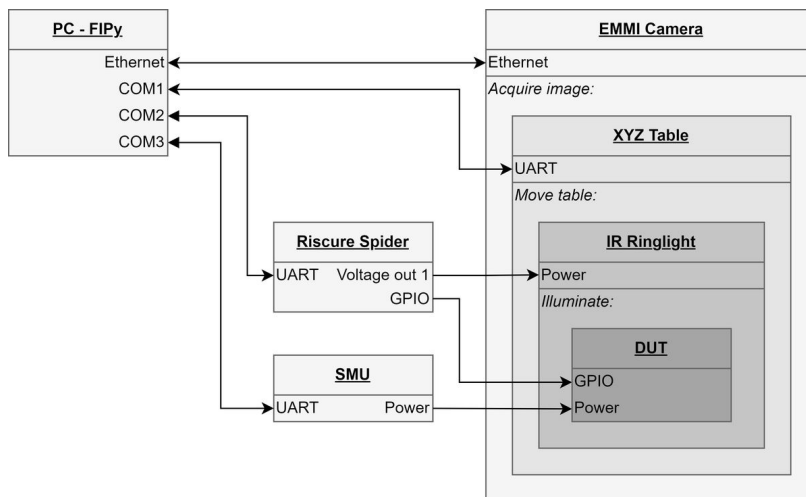 PC - FIPy
Ethernet
COM1
COM2
COM3
EMMI Camera
Ethernet
Acquire image:
XYZ Table
UART
Move table:
Riscure Spider
UART Voltage out 1
GPIO
IR Ringlight
Power
Illuminate:
SMU
UART Power
DUT
GPIO
Power